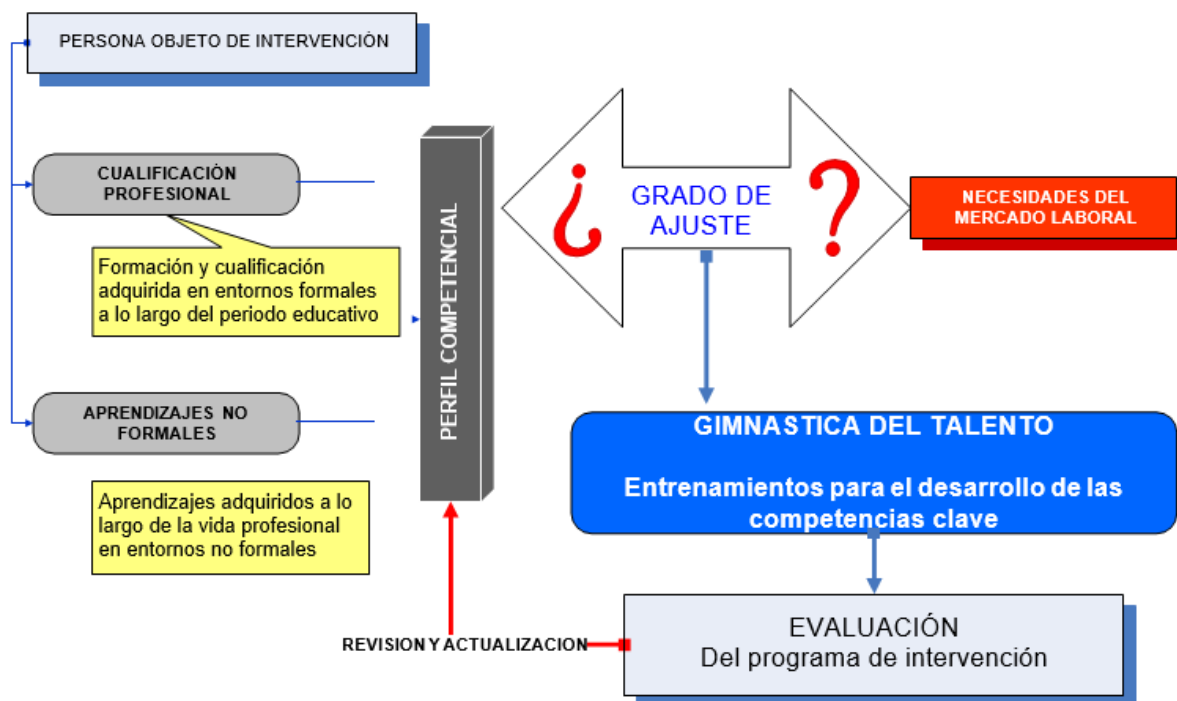 PERSONA OBJETO DE INTERVENCIÓN
CUALIFICACIÓN
PROFESIONAL
Formación y cualificación
adquirida en entornos formales
a lo largo del periodo educativo
APRENDIZAJES NO
FORMALES
Aprendizajes adquiridos a lo
largo de la vida profesional
en entornos no formales
PERFIL COMPETENCIAL
¿
GRADO DE
AJUSTE
?
NECESIDADES DEL
MERCADO LABORAL
GIMNASTICA DEL TALENTO
Entrenamientos para el desarrollo de las
competencias clave
EVALUACIÓN
Del programa de intervención
REVISION Y ACTUALIZACION